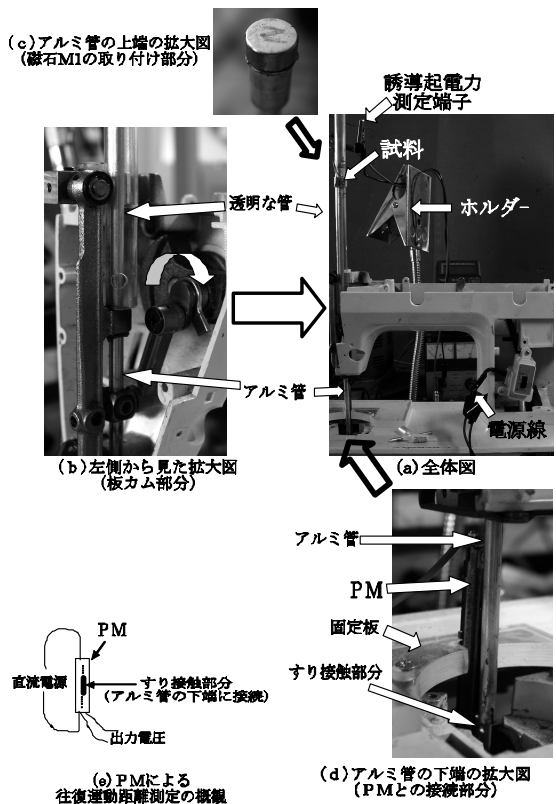 (c)アルミ管の上端の拡大図
(磁石M1の取り付け部分)
誘導起電力
測定端子
試料
透明な管
ホルダー
アルミ管
電源線
(b)左側から見た拡大図
(板カム部分)
(a)全体図
アルミ管
PM
固定板
すり接触部分
PM
直流電源
すり接触部分
(アルミ管の下端に接続)
出力電圧
(e)PMによる
往復運動距離測定の概観
(d)アルミ管の下端の拡大図
(PMとの接続部分)